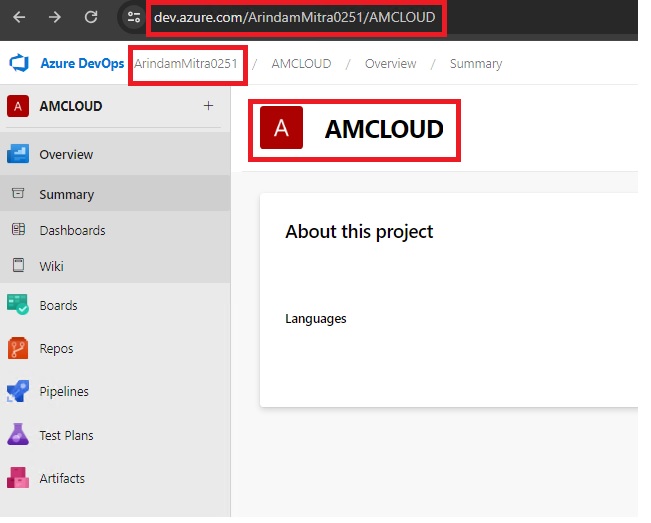 dev.azure.com/ArindamMitra0251/AMCLOUD
Azure DevOps ArindamMitra0251 / AMCLOUD / Overview / Summary
A AMCLOUD +
A AMCLOUD
Overview
Summary
Dashboards
Wiki
Boards
Repos
Pipelines
Test Plans
Artifacts
About this project
Languages